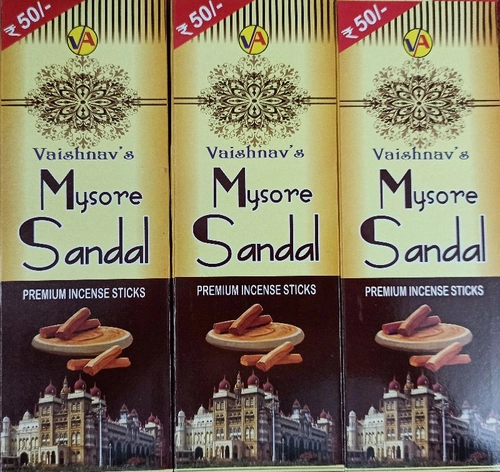 ₹ 50/-
VA
Vaishnav's
Mysore
Sandal
PREMIUM INCENSE STICKS
₹ 50/-
VA
Vaishnav's
Mysore
Sandal
PREMIUM INCENSE STICKS
₹ 50/-
VA
Vaishnav's
Mysore
Sandal
PREMIUM INCENSE STICKS